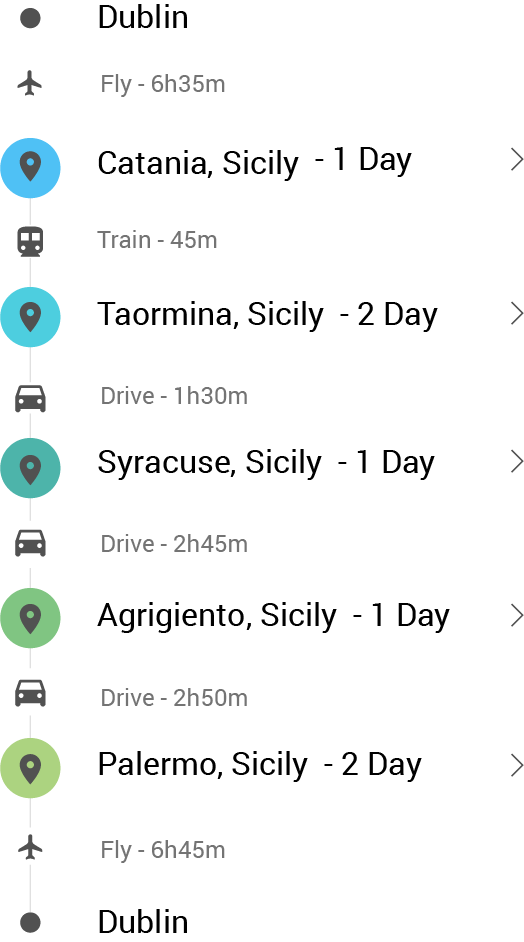 Dublin
Fly - 6h35m
Catania, Sicily - 1 Day
Train - 45m
Taormina, Sicily - 2 Day
Drive - 1h30m
Syracuse, Sicily - 1 Day
Drive - 2h45m
Agrigiento, Sicily - 1 Day
Drive - 2h50m
Palermo, Sicily - 2 Day
Fly - 6h45m
Dublin